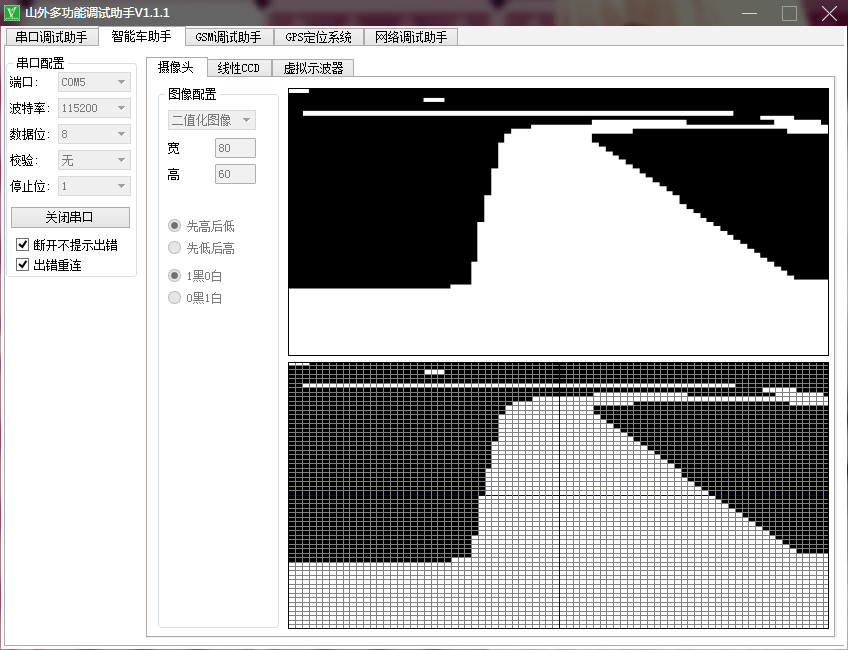 山外多功能调试助手V1.1.1
串口调试助手 智能车助手 GSM调试助手 GPS定位系统 网络调试助手
串口配置
端口: COM5
波特率: 115200
数据位: 8
校验: 无
停止位: 1
关闭串口
断开不提示出错
出错重连
摄像头 线性CCD 虚拟示波器
图像配置
二值化图像
宽 80
高 60
先高后低
先低后高
1黑0白
0黑1白